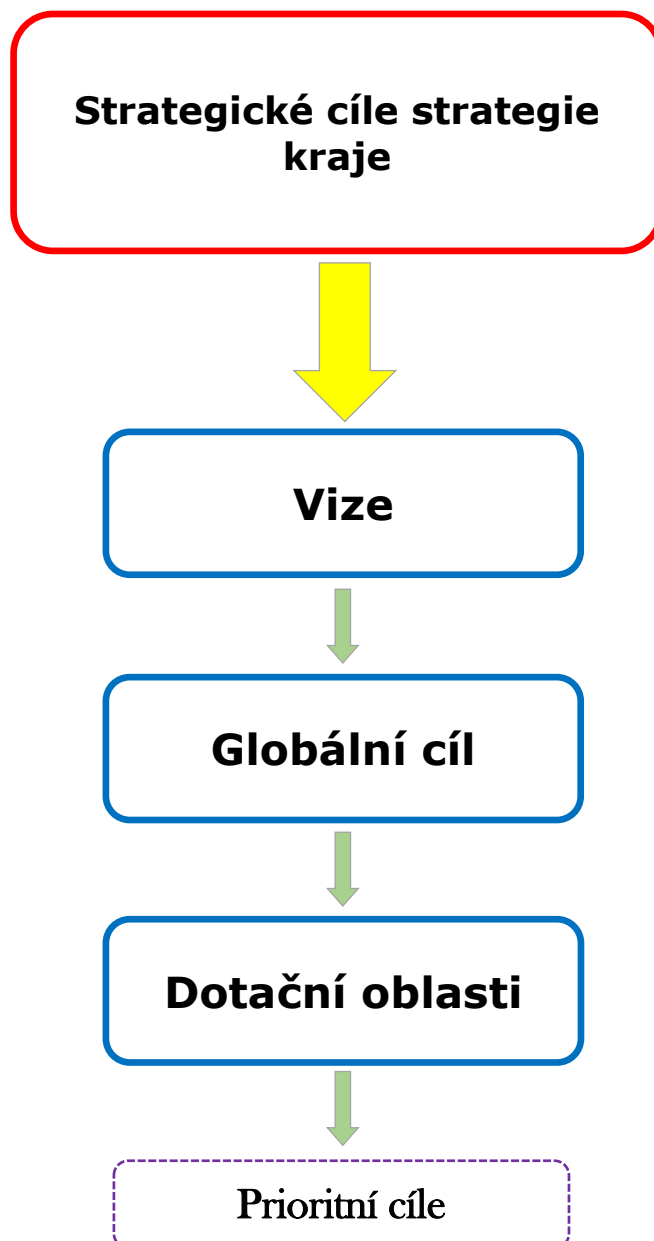 Strategické cíle strategie
kraje
Vize
Globální cíl
Dotační oblasti
Prioritní cíle